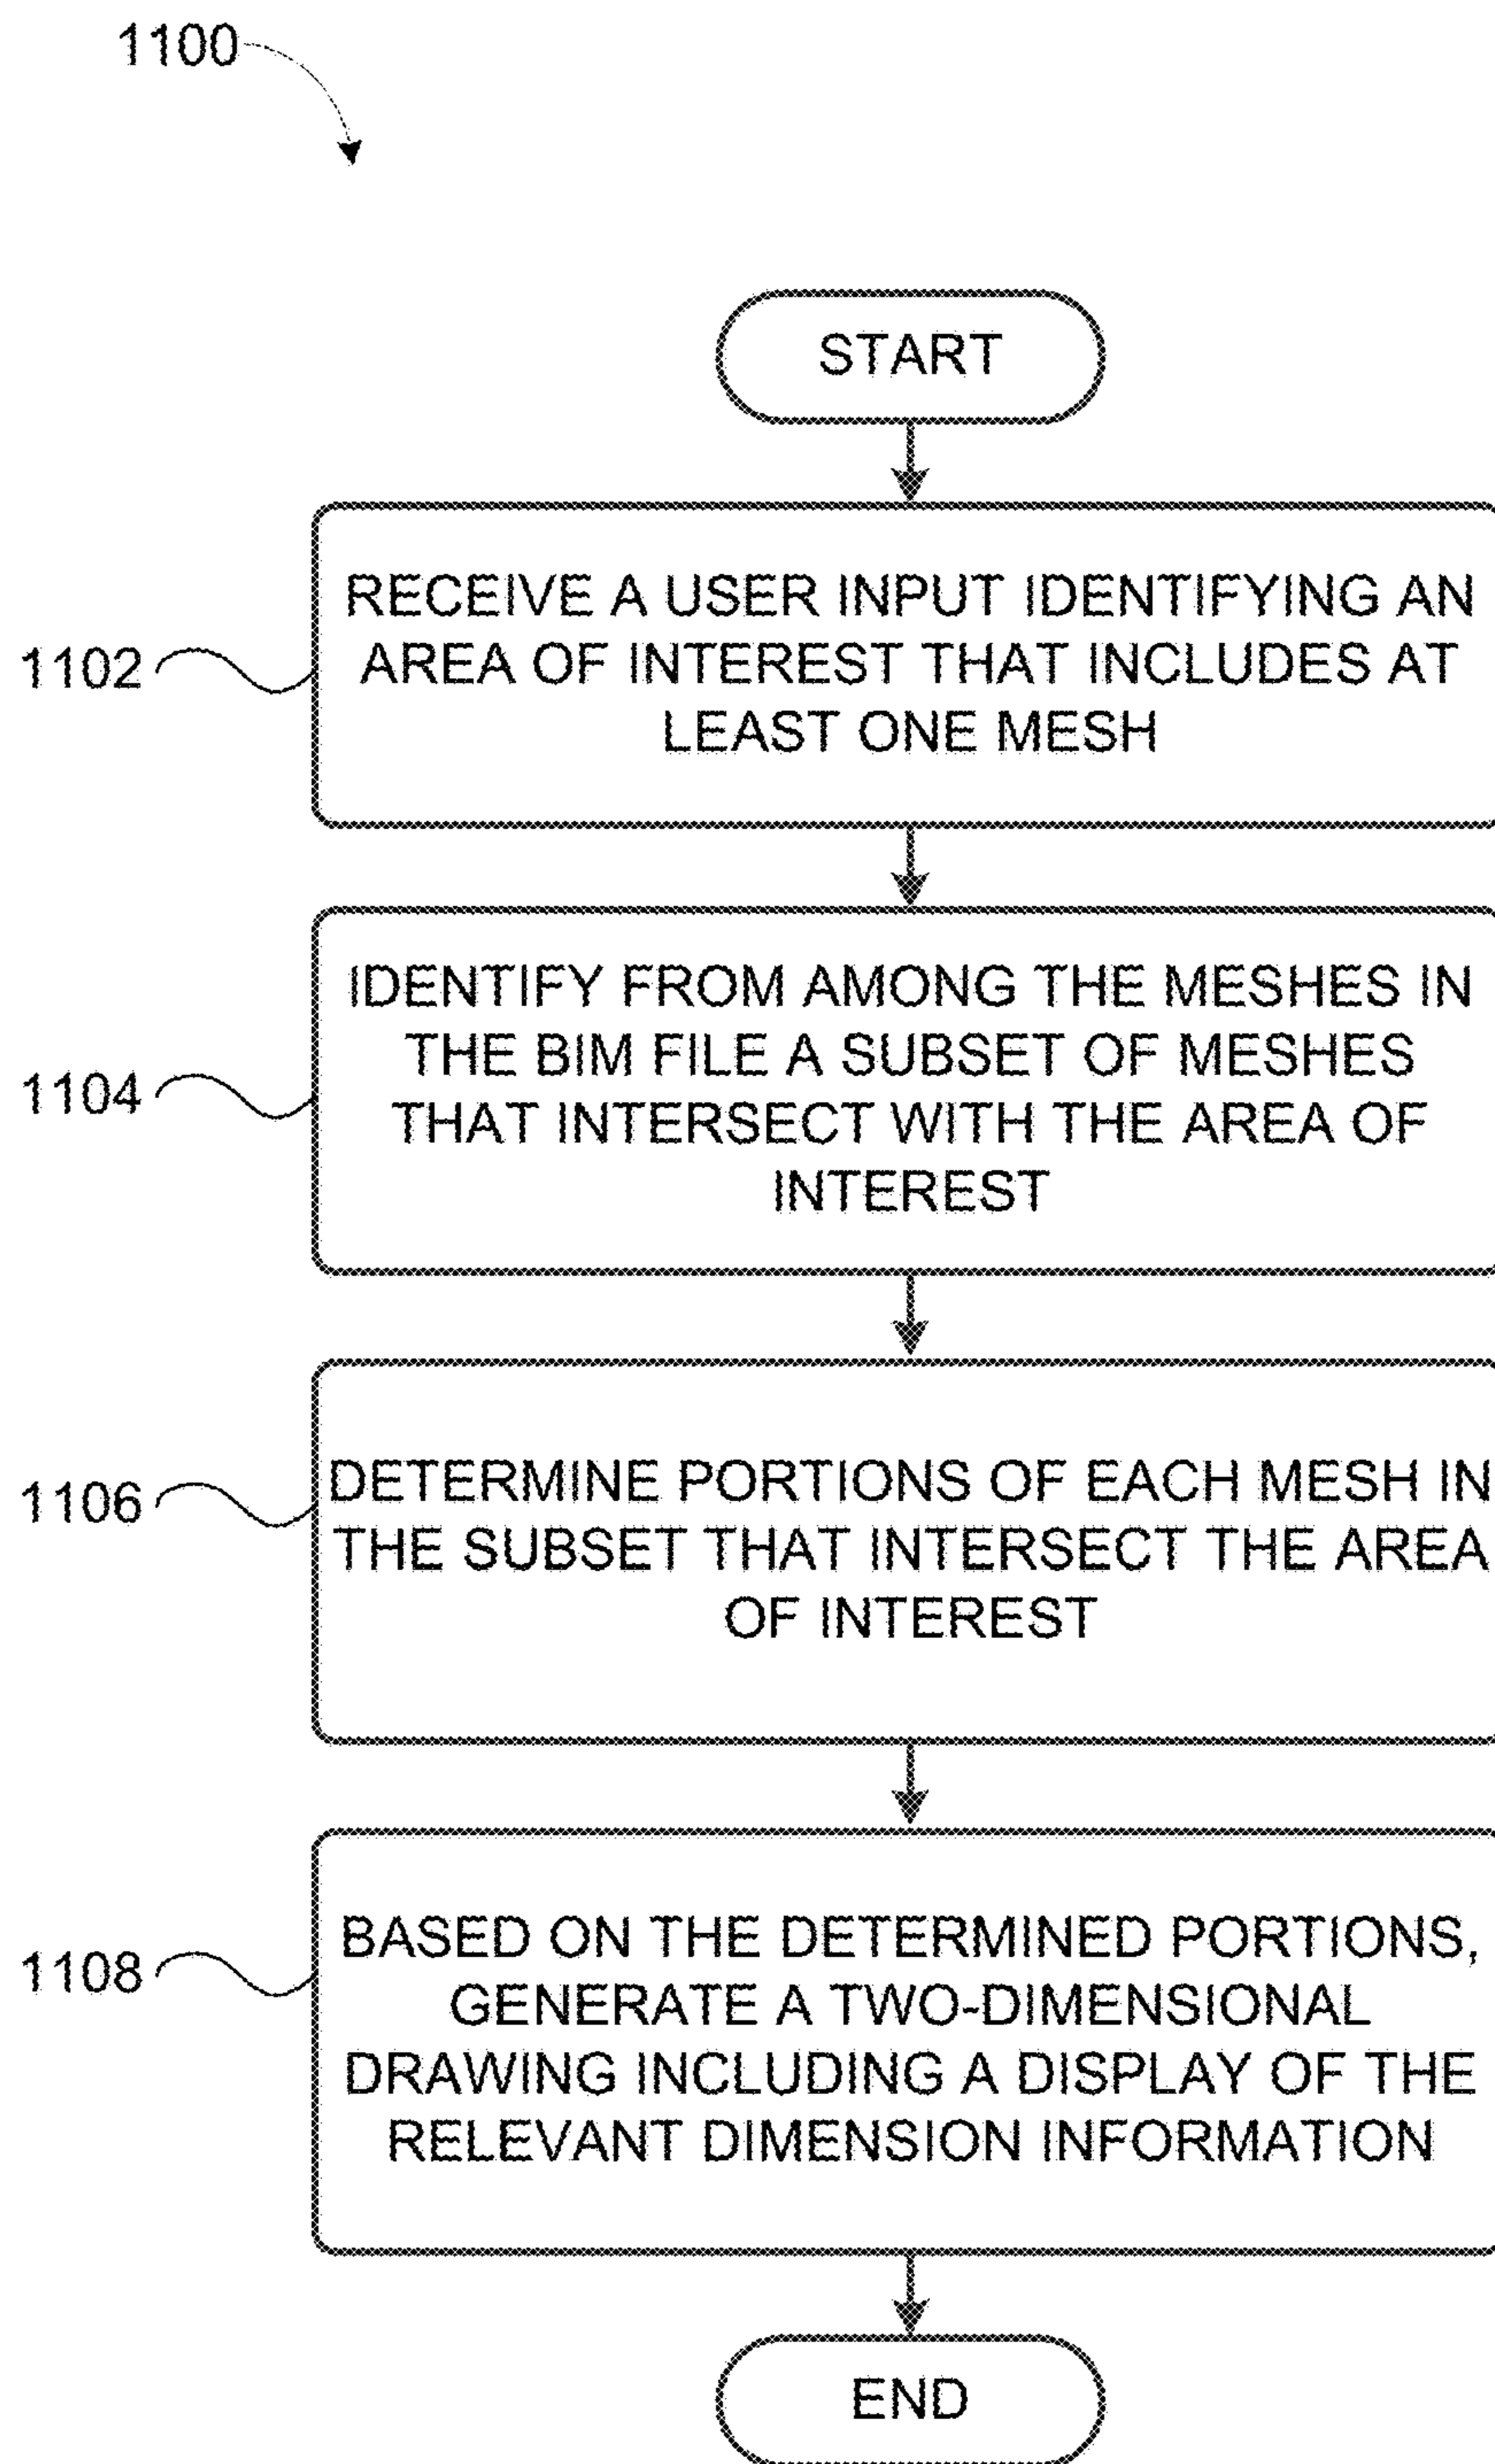 1100
START
1102
RECEIVE A USER INPUT IDENTIFYING AN
AREA OF INTEREST THAT INCLUDES AT
LEAST ONE MESH
1104
IDENTIFY FROM AMONG THE MESHES IN
THE BIM FILE A SUBSET OF MESHES
THAT INTERSECT WITH THE AREA OF
INTEREST
1106
DETERMINE PORTIONS OF EACH MESH IN
THE SUBSET THAT INTERSECT THE AREA
OF INTEREST
1108
BASED ON THE DETERMINED PORTIONS,
GENERATE A TWO-DIMENSIONAL
DRAWING INCLUDING A DISPLAY OF THE
RELEVANT DIMENSION INFORMATION
END